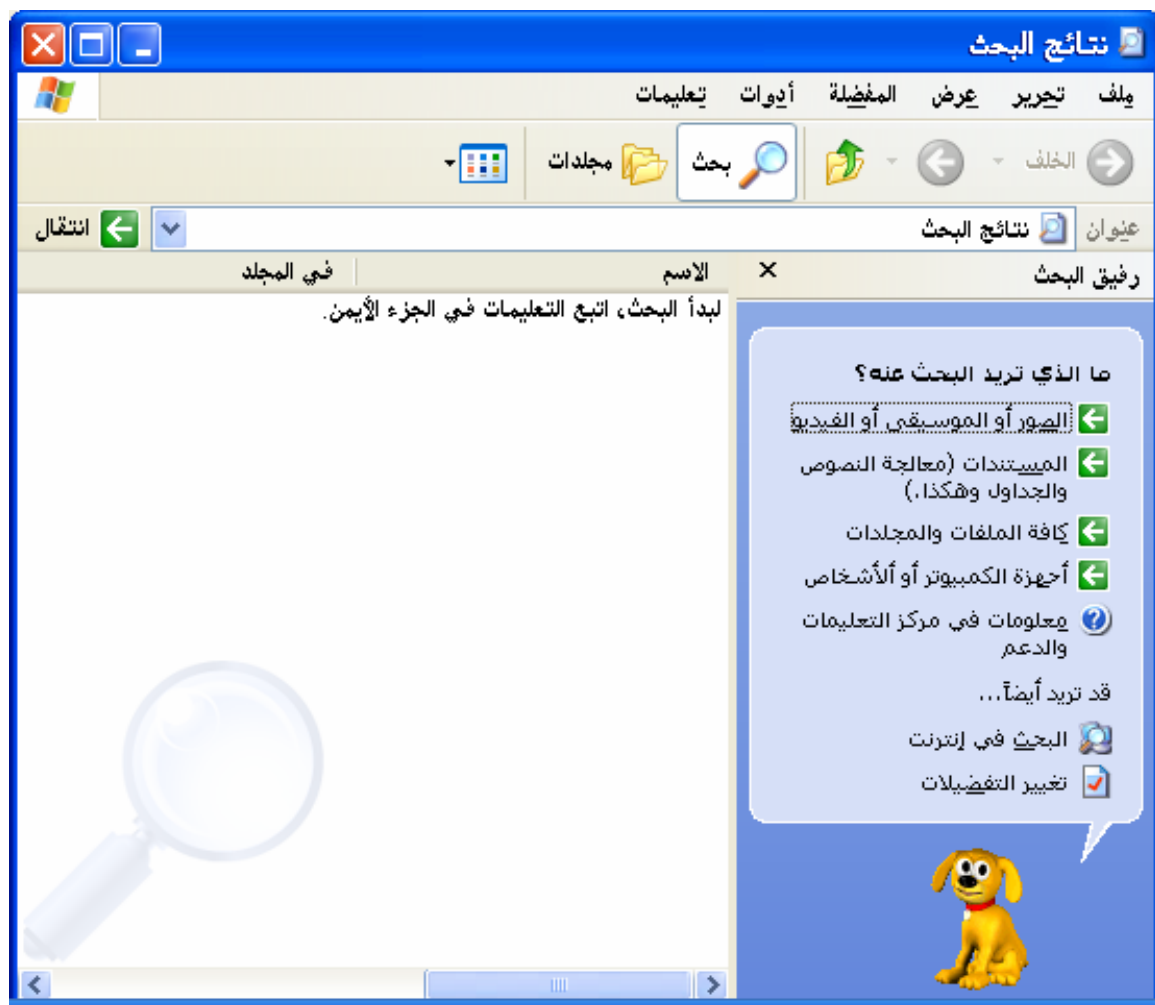 نتائج البحث
ملف تحرير عرض المفضلة أدوات تعليمات
الخلف بحث مجلدات
عنوان نتائج البحث انتقال
رفيق البحث
الاسم في المجلد
ما الذي تريد البحث عنه؟
الصور أو الموسيقى أو الفيديو
المستندات (معالجة النصوص
والجداول وهكذا.)
كافة الملفات والمجلدات
أجهزة الكمبيوتر أو ألأشخاص
معلومات في مركز التعليمات
والدعم
قد تريد أيضاً...
البحث في إنترنت
تغيير التفضيلات
لبدأ البحث، اتبع التعليمات في الجزء الأيمن.